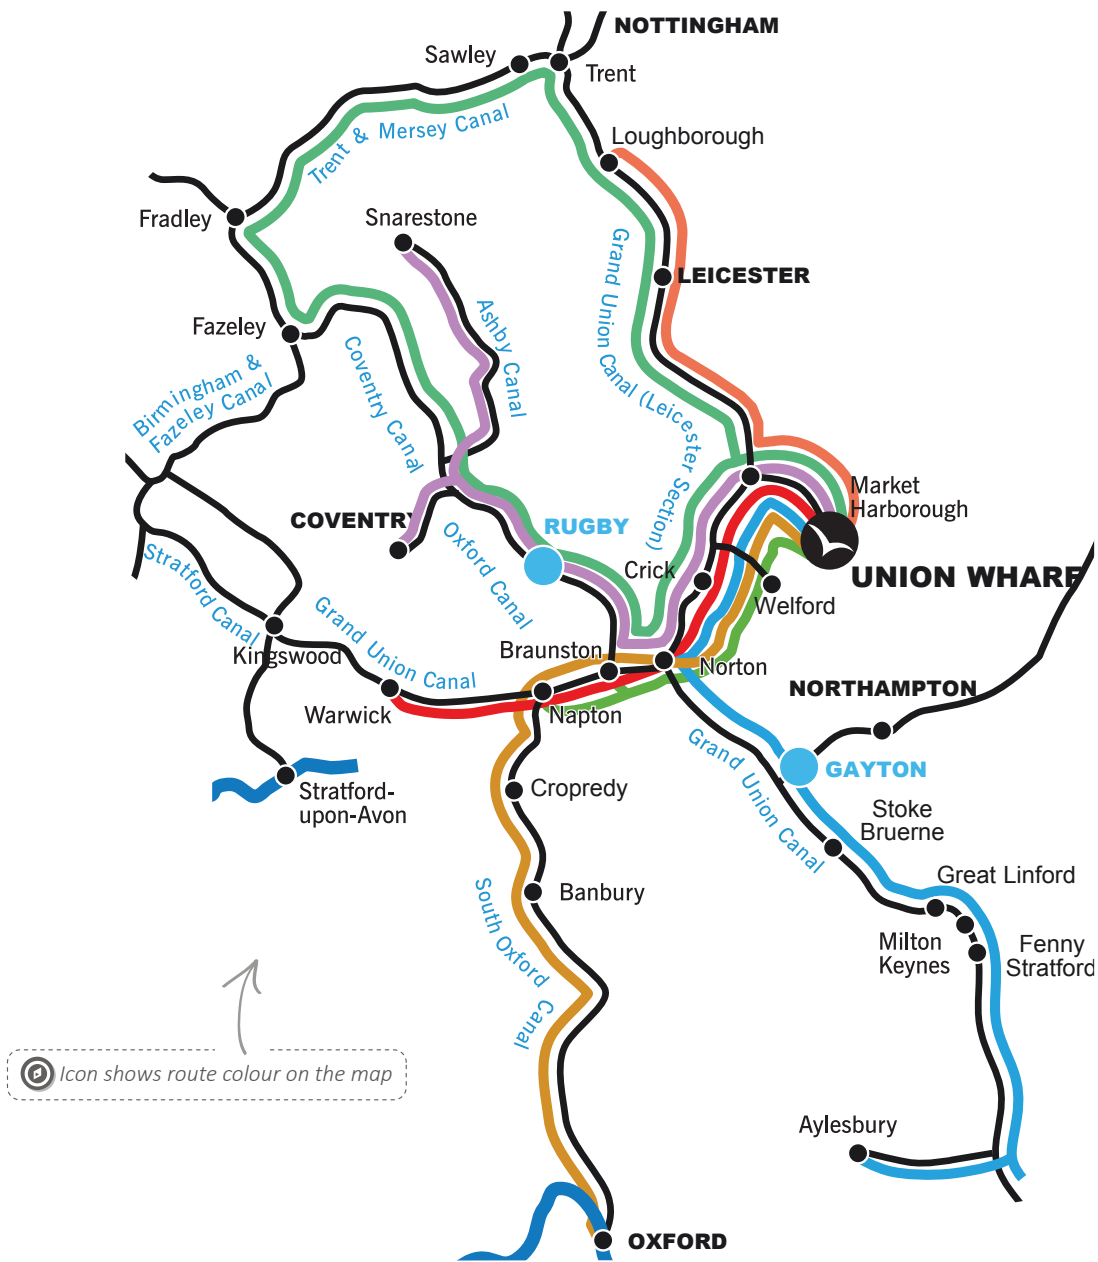 NOTTINGHAM
Sawley
Trent
Trent & Mersey Canal
Loughborough
Fradley
Snarestone
Grand Union Canal (Leicester Section)
LEICESTER
Ashby Canal
Fazeley
Coventry Canal
Birmingham &
Fazeley Canal
Market
Harborough
COVENTRY
RUGBY
Oxford Canal
Crick
UNION WHARF
Stratford Canal
Welford
Grand Union Canal
Kingswood
Braunston
Norton
NORTHAMPTON
Warwick
Napton
Grand Union Canal
GAYTON
Stratford-
upon-Avon
Cropredy
Stoke
Bruerne
Great Linford
South Oxford Canal
Banbury
Milton
Keynes
Fenny
Stratford
Icon shows route colour on the map
Aylesbury
OXFORD